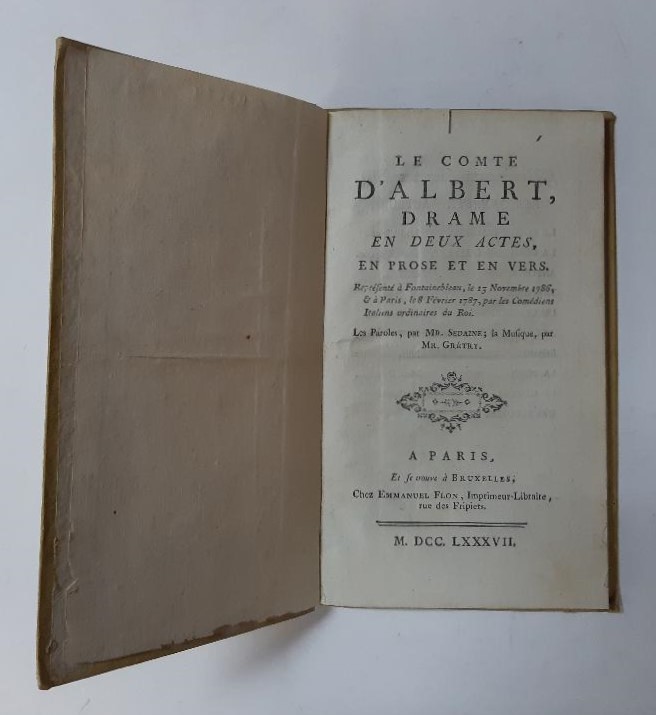 LE COMTE
D'ALBERT,
DRAME
EN DEUX ACTES,
EN PROSE ET EN VERS.
Représenté à Fontainebleau, le 13 Novembre 1786,
& à Paris, le 8 Février 1787, par les Comédiens
Italiens ordinaires du Roi.
Les Paroles, par MR. SEDAINE; la Musique, par
MR. GRÉTRY.
A PARIS,
Et se trouve à BRUXELLES,
Chez EMMANUEL FLON, Imprimeur-Libraire,
rue des Fripiers.
M. DCC. LXXXVII.